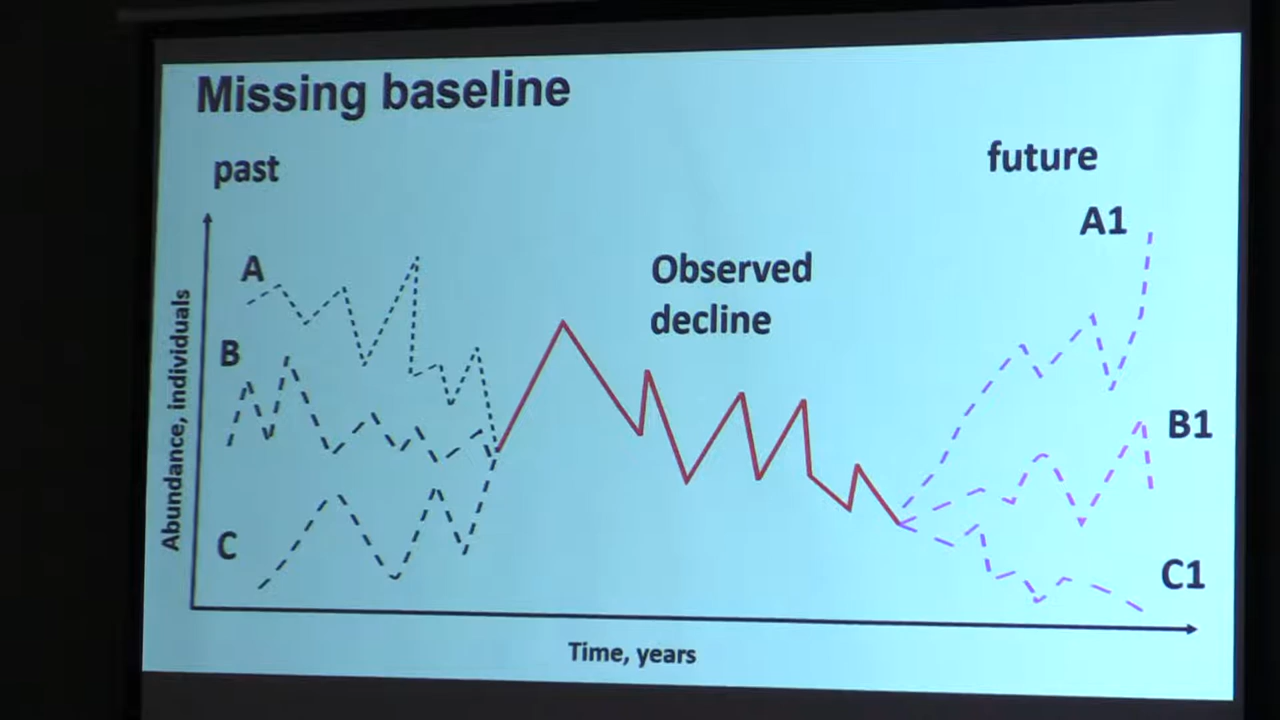 Missing baseline
past
future
A
B
C
Observed
decline
A1
B1
C1
Abundance, individuals
Time, years